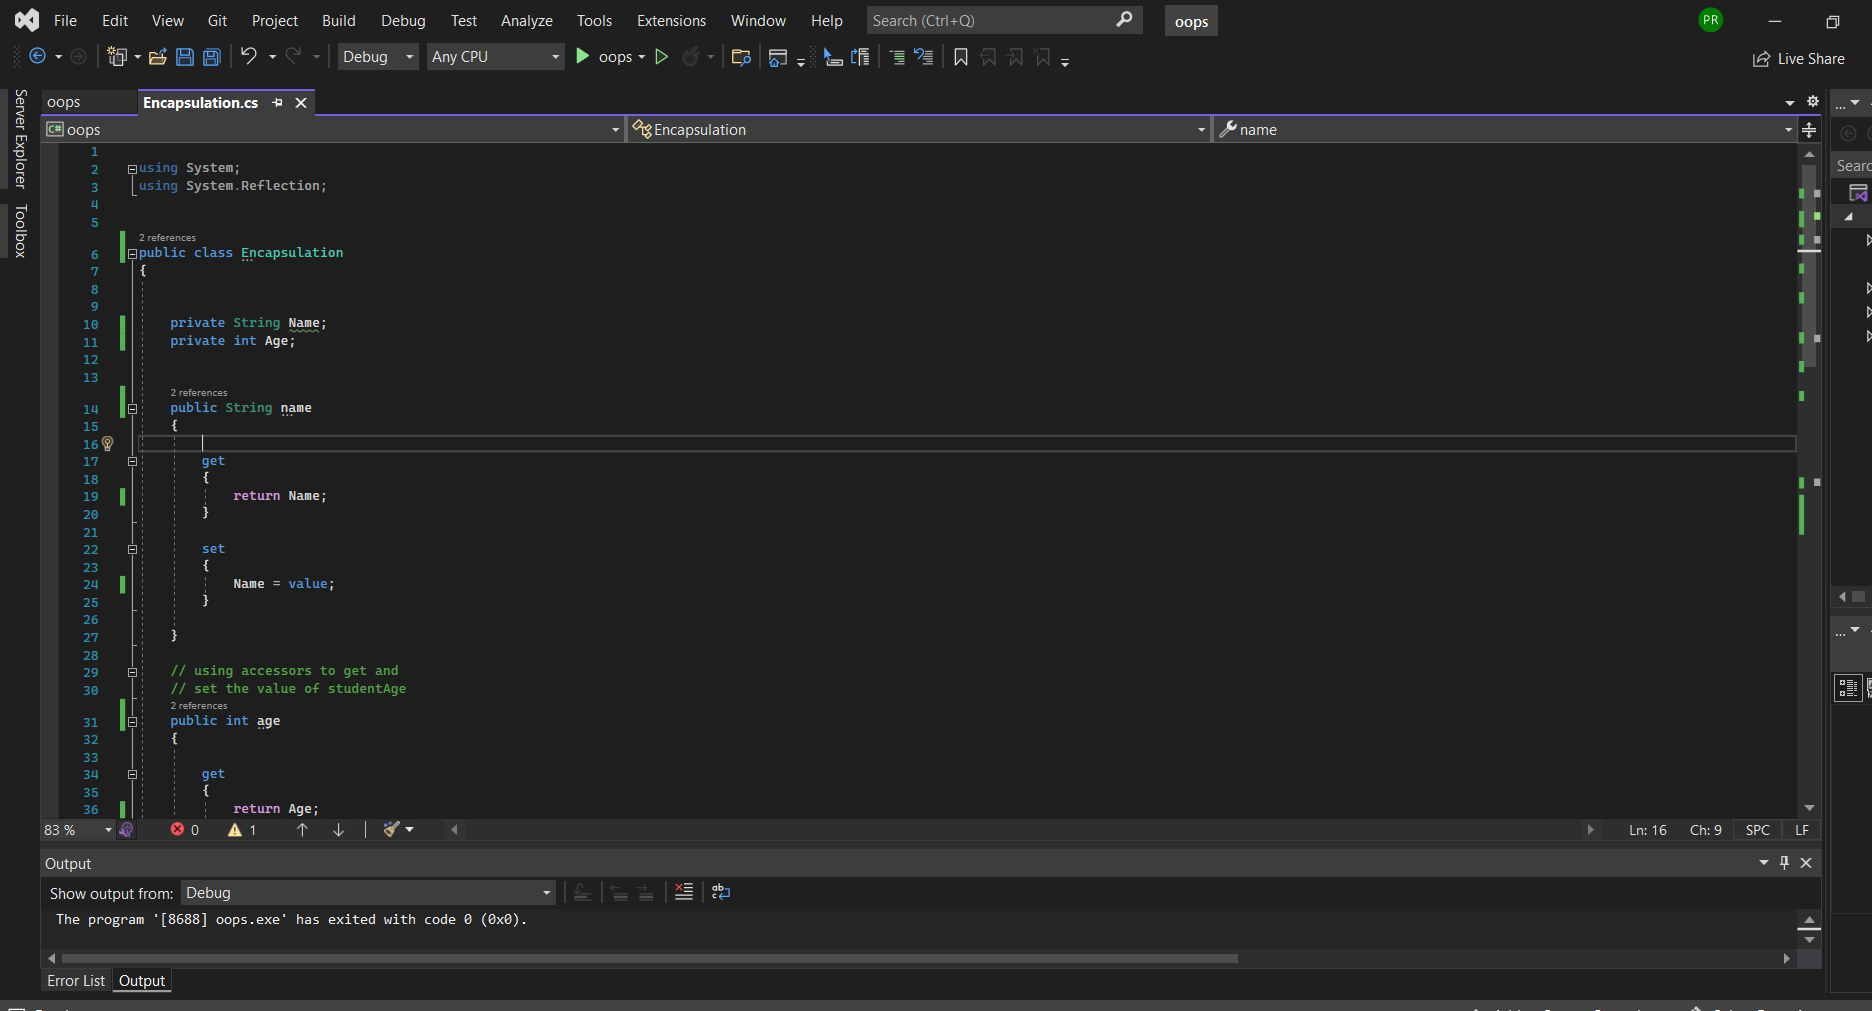 File Edit View Git Project Build Debug Test Analyze Tools Extensions Window Help Search (Ctrl+Q) oops PR
Debug Any CPU oops Live Share
Server Explorer
Toolbox
oops Encapsulation.cs
C# oops Encapsulation name
1
2 using System;
3 using System.Reflection;
4
5
2 references
6 public class Encapsulation
7 {
8
9
10 private String Name;
11 private int Age;
12
13
2 references
14 public String name
15 {
16
17 get
18 {
19 return Name;
20 }
21
22 set
23 {
24 Name = value;
25 }
26
27 }
28
29 // using accessors to get and
30 // set the value of studentAge
2 references
31 public int age
32 {
33
34 get
35 {
36 return Age;
83 % 0 1 Ln: 16 Ch: 9 SPC LF
Output
Show output from: Debug
The program '[8688] oops.exe' has exited with code 0 (0x0).
Error List Output